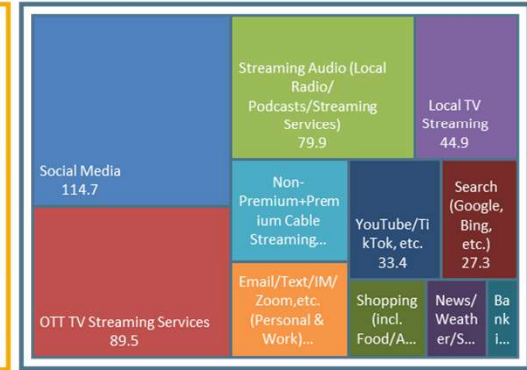 Social Media
114.7
OTT TV Streaming Services
89.5
Streaming Audio (Local
Radio/
Podcasts/Streaming
Services)
79.9
Local TV
Streaming
44.9
Non-
Premium+Prem
ium Cable
Streaming...
Email/Text/IM/
Zoom,etc.
(Personal &
Work)...
YouTube/Ti
kTok, etc.
33.4
Search
(Google,
Bing,
etc.)
27.3
Shopping
(incl.
Food/A...
News/
Weath
er/S...
Ba
nk
i...